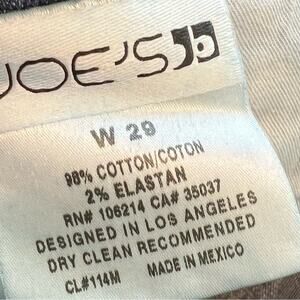 JOE'S Jb
W 29
98% COTTON/COTON
2% ELASTAN
RN# 106214 CA# 35037
DESIGNED IN LOS ANGELES
DRY CLEAN RECOMMENDED
CL#114M MADE IN MEXICO